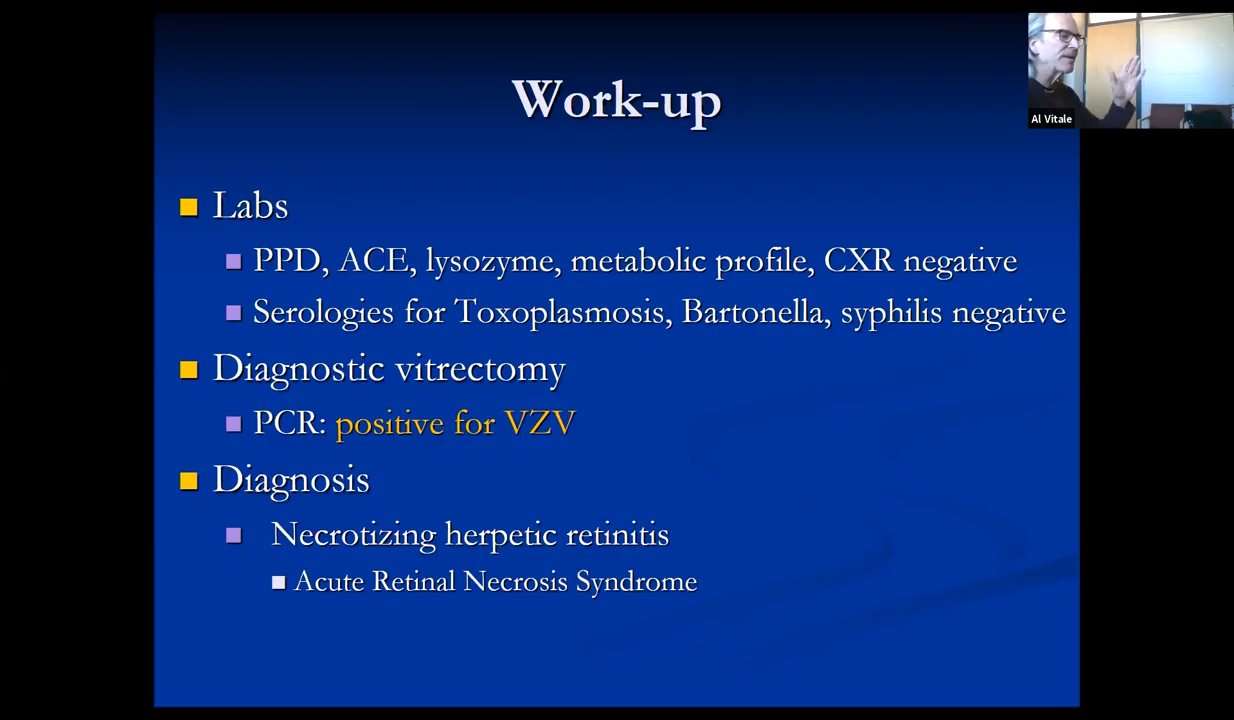 Work-up
Al Vitale
Labs
PPD, ACE, lysozyme, metabolic profile, CXR negative
Serologies for Toxoplasmosis, Bartonella, syphilis negative
Diagnostic vitrectomy
PCR: positive for VZV
Diagnosis
Necrotizing herpetic retinitis
Acute Retinal Necrosis Syndrome